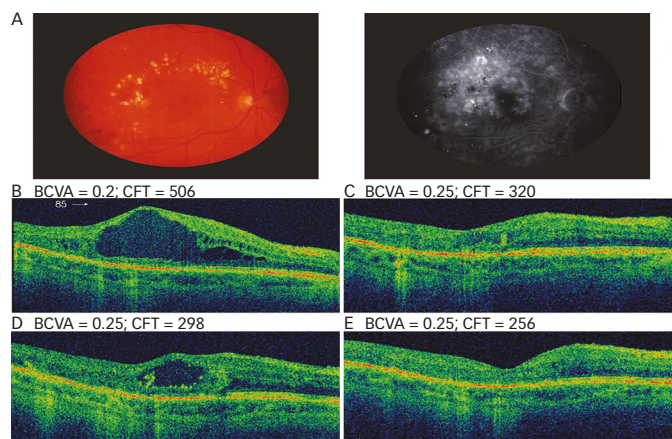 A
B BCVA = 0.2; CFT = 506
85 →
C BCVA = 0.25; CFT = 320
D BCVA = 0.25; CFT = 298
E BCVA = 0.25; CFT = 256